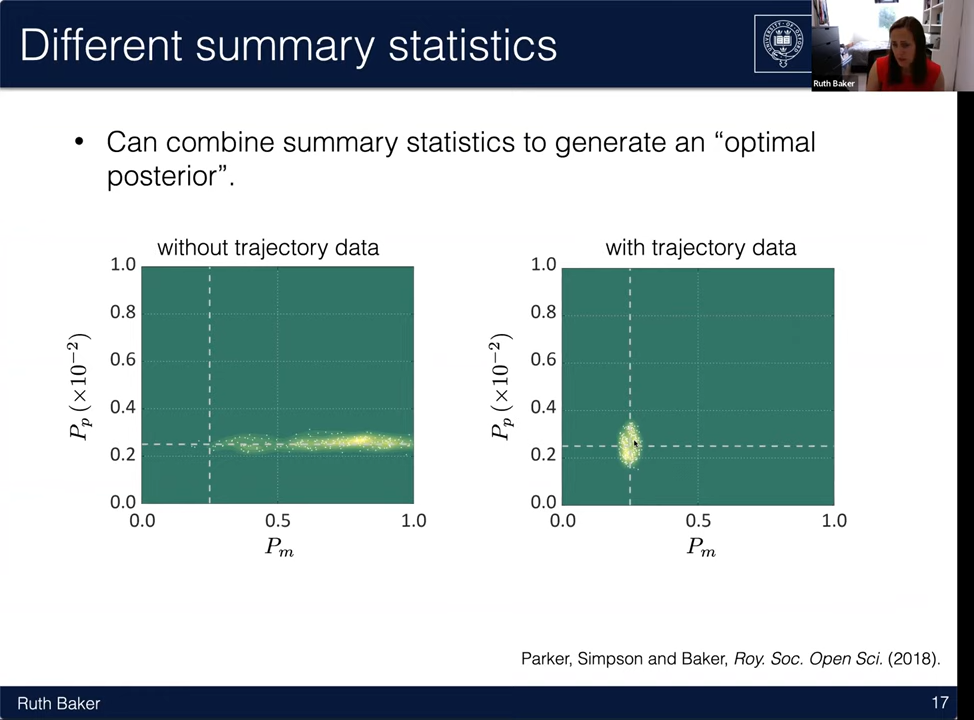 Different summary statistics
UNIVERSITY OF OXFORD
Ruth Baker
• Can combine summary statistics to generate an “optimal
posterior”.
without trajectory data
1.0
0.8
0.6
0.4
0.2
0.0
0.0 0.5 1.0
P_p (×10⁻²)
P_m
with trajectory data
1.0
0.8
0.6
0.4
0.2
0.0
0.0 0.5 1.0
P_p (×10⁻²)
P_m
Parker, Simpson and Baker, Roy. Soc. Open Sci. (2018).
Ruth Baker
17